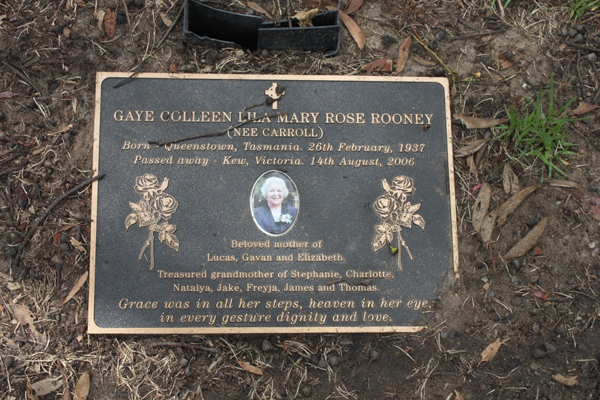 GAYE COLLEEN LILA MARY ROSE ROONEY
(NEE CARROLL)
Born - Queenstown, Tasmania. 26th February, 1937
Passed away - Kew, Victoria. 14th August, 2006
Beloved mother of
Lucas, Gavan and Elizabeth.
Treasured grandmother of Stephanie, Charlotte,
Natalya, Jake, Freyja, James and Thomas.
Grace was in all her steps, heaven in her eye,
in every gesture dignity and love.